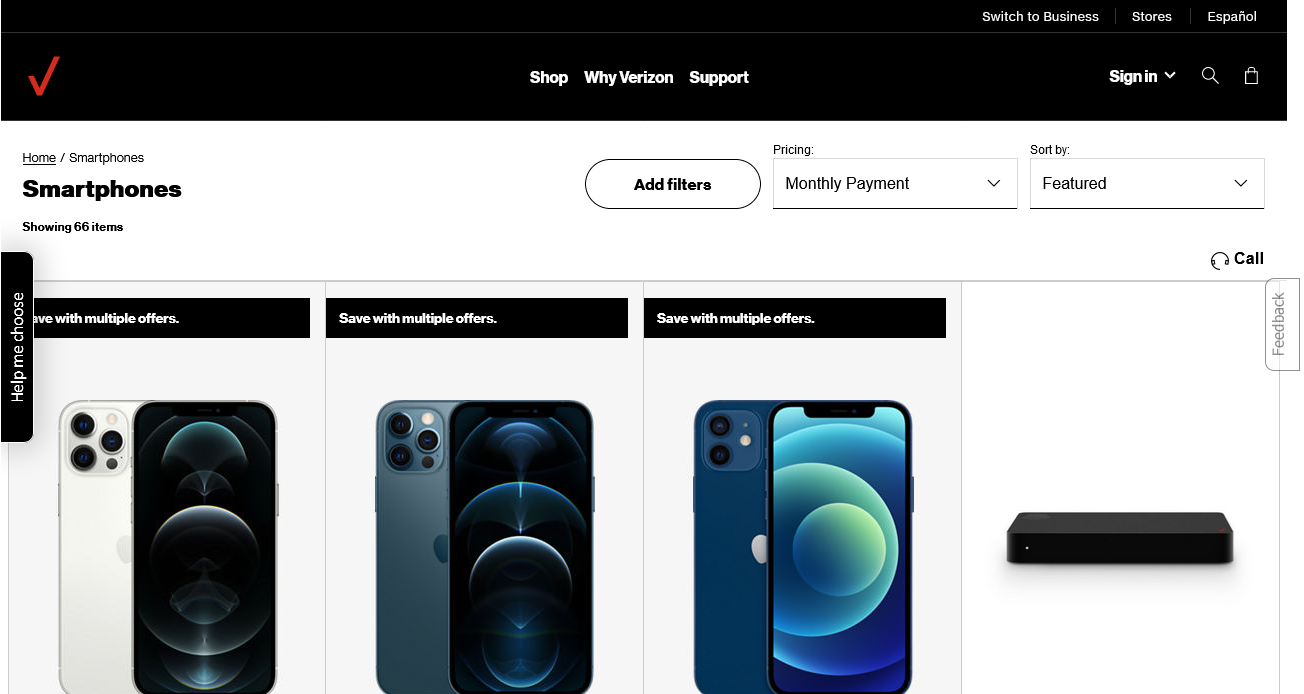 Switch to Business
Stores
Español
Shop
Why Verizon
Support
Sign in
Home / Smartphones
Smartphones
Showing 66 items
Add filters
Pricing:
Monthly Payment
Sort by:
Featured
Call
Help me choose
Feedback
ave with multiple offers.
Save with multiple offers.
Save with multiple offers.